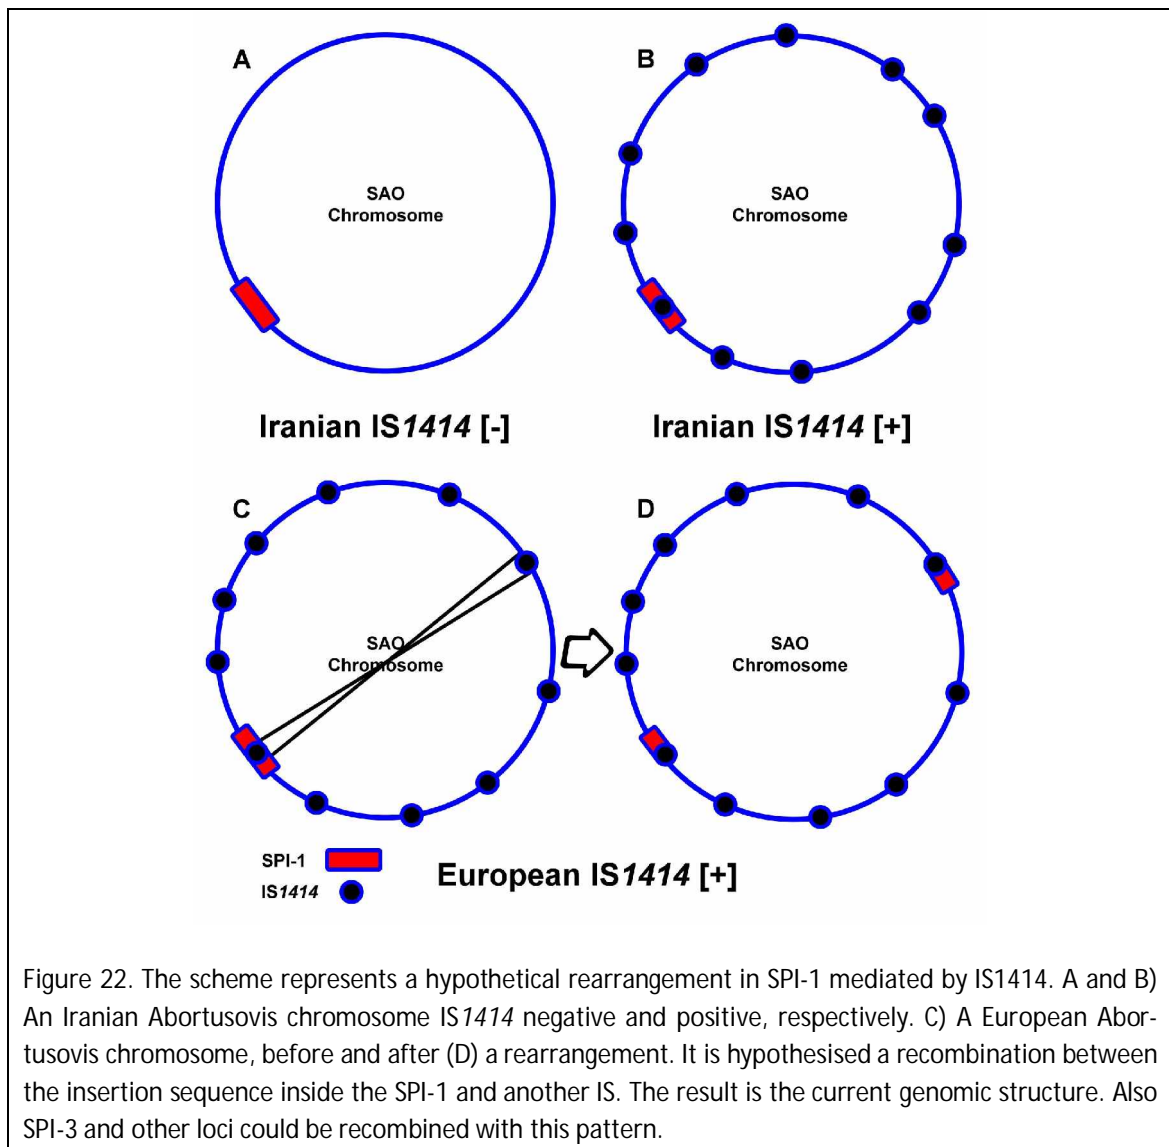 A
B
SAO
Chromosome
SAO
Chromosome
Iranian IS1414 [-]
Iranian IS1414 [+]
C
D
SAO
Chromosome
SAO
Chromosome
SPI-1
IS1414
European IS1414 [+]
Figure 22. The scheme represents a hypothetical rearrangement in SPI-1 mediated by IS1414. A and B)
An Iranian Abortusovis chromosome IS1414 negative and positive, respectively. C) A European Abor-
tusovis chromosome, before and after (D) a rearrangement. It is hypothesised a recombination between
the insertion sequence inside the SPI-1 and another IS. The result is the current genomic structure. Also
SPI-3 and other loci could be recombined with this pattern.